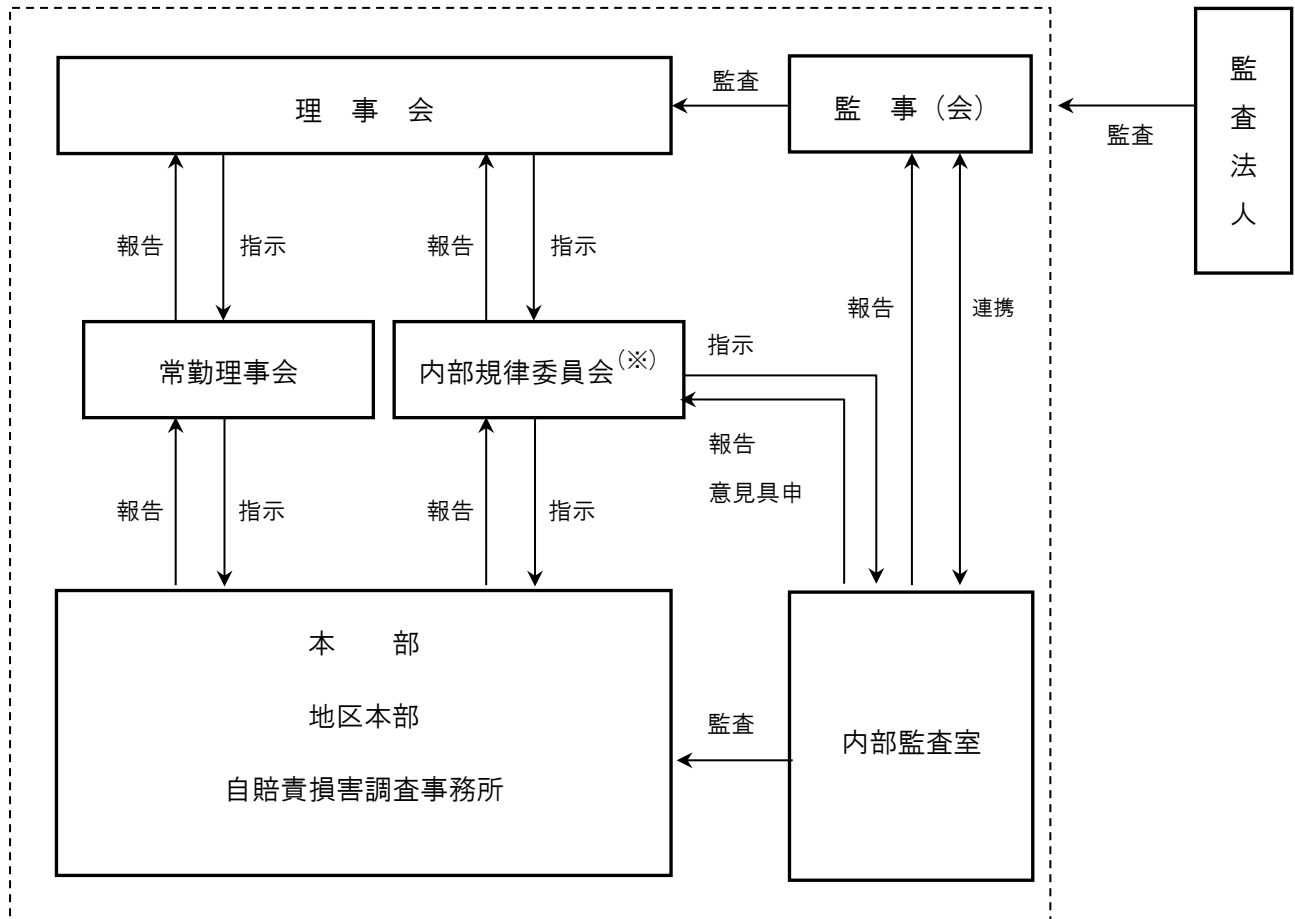 理　事　会
監査
監　事（会）
監査
監査法人
報告
指示
報告
指示
報告
連携
常勤理事会
内部規律委員会（※）
指示
報告
意見具申
報告
指示
報告
指示
本　　部
地区本部
自賠責損害調査事務所
監査
内部監査室